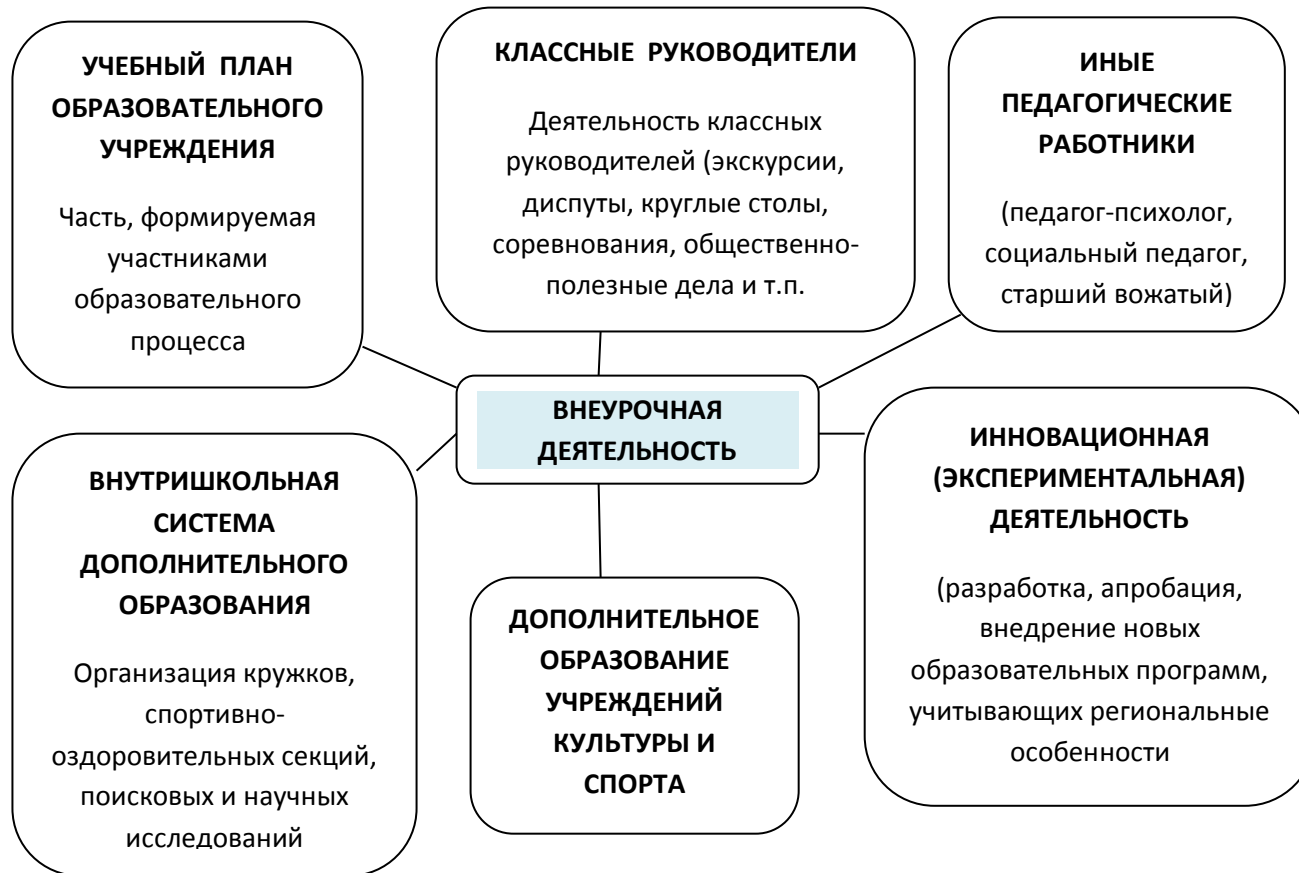 УЧЕБНЫЙ ПЛАН
ОБРАЗОВАТЕЛЬНОГО
УЧРЕЖДЕНИЯ
Часть, формируемая
участниками
образовательного
процесса
КЛАССНЫЕ РУКОВОДИТЕЛИ
Деятельность классных
руководителей (экскурсии,
диспуты, круглые столы,
соревнования, общественно-
полезные дела и т.п.
ИНЫЕ
ПЕДАГОГИЧЕСКИЕ
РАБОТНИКИ
(педагог-психолог,
социальный педагог,
старший вожатый)
ВНЕУРОЧНАЯ
ДЕЯТЕЛЬНОСТЬ
ВНУТРИШКОЛЬНАЯ
СИСТЕМА
ДОПОЛНИТЕЛЬНОГО
ОБРАЗОВАНИЯ
Организация кружков,
спортивно-
оздоровительных секций,
поисковых и научных
исследований
ДОПОЛНИТЕЛЬНОЕ
ОБРАЗОВАНИЕ
УЧРЕЖДЕНИЙ
КУЛЬТУРЫ И
СПОРТА
ИННОВАЦИОННАЯ
(ЭКСПЕРИМЕНТАЛЬНАЯ)
ДЕЯТЕЛЬНОСТЬ
(разработка, апробация,
внедрение новых
образовательных программ,
учитывающих региональные
особенности